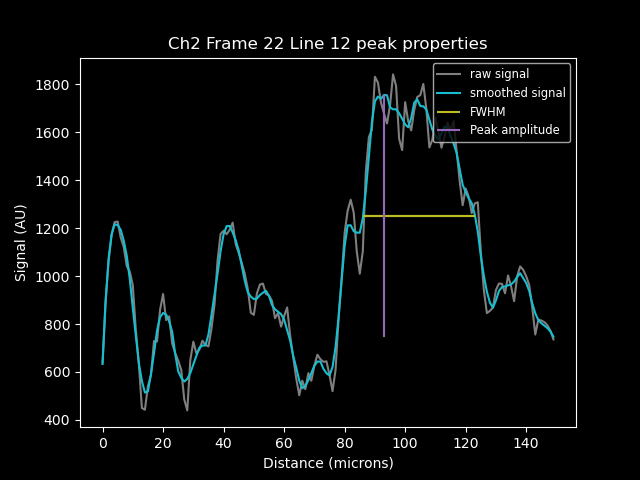 Ch2 Frame 22 Line 12 peak properties
raw signal
smoothed signal
FWHM
Peak amplitude
Signal (AU)
1800
1600
1400
1200
1000
800
600
400
0 20 40 60 80 100 120 140
Distance (microns)